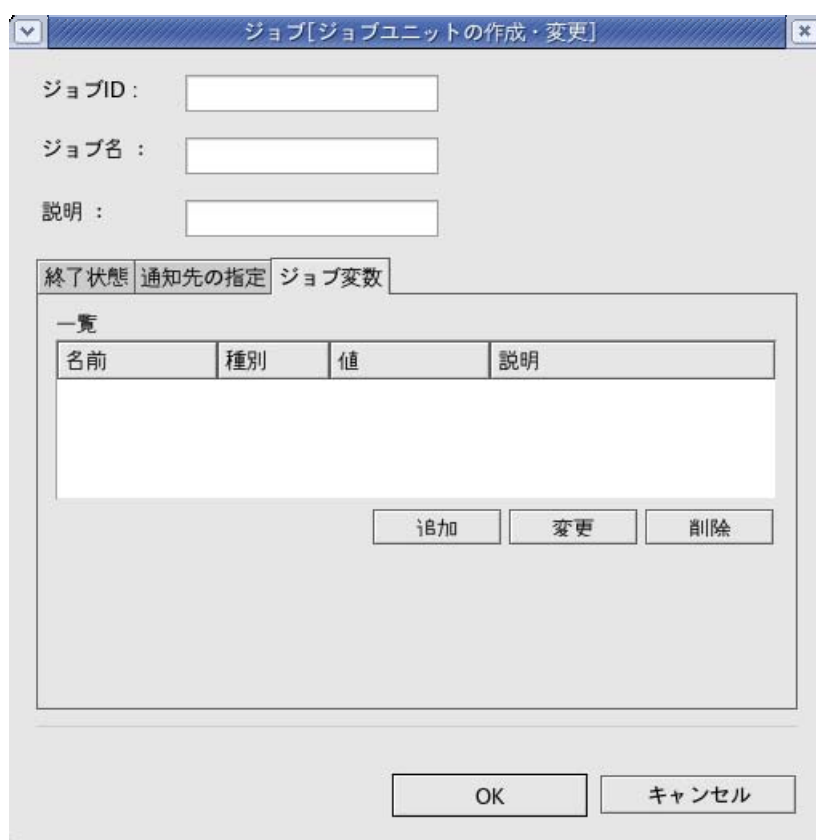 ジョブ[ジョブユニットの作成・変更]
ジョブID :
ジョブ名 :
説明 :
終了状態 通知先の指定 ジョブ変数
一覧
名前 種別 値 説明
追加 変更 削除
OK キャンセル